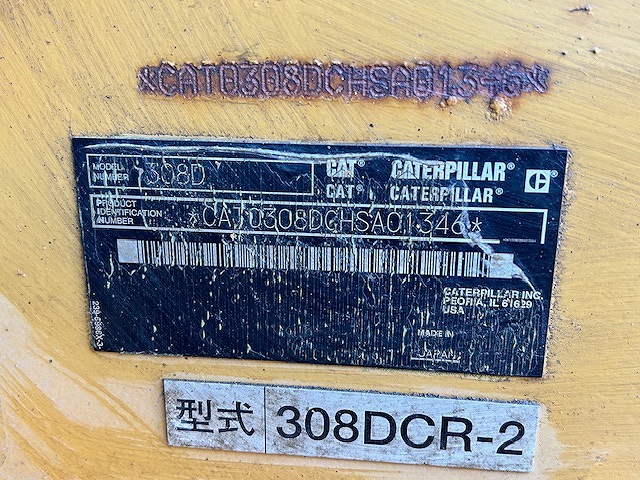 *CAT0308DCHSA01346*
MODEL NUMBER 308D
CAT® CATERPILLAR®
CAT® CATERPILLAR®
PRODUCT IDENTIFICATION NUMBER *CAT0308DCHSA01346*
CATERPILLAR INC.
PEORIA, IL 61629
USA
MADE IN
JAPAN
型式 308DCR-2